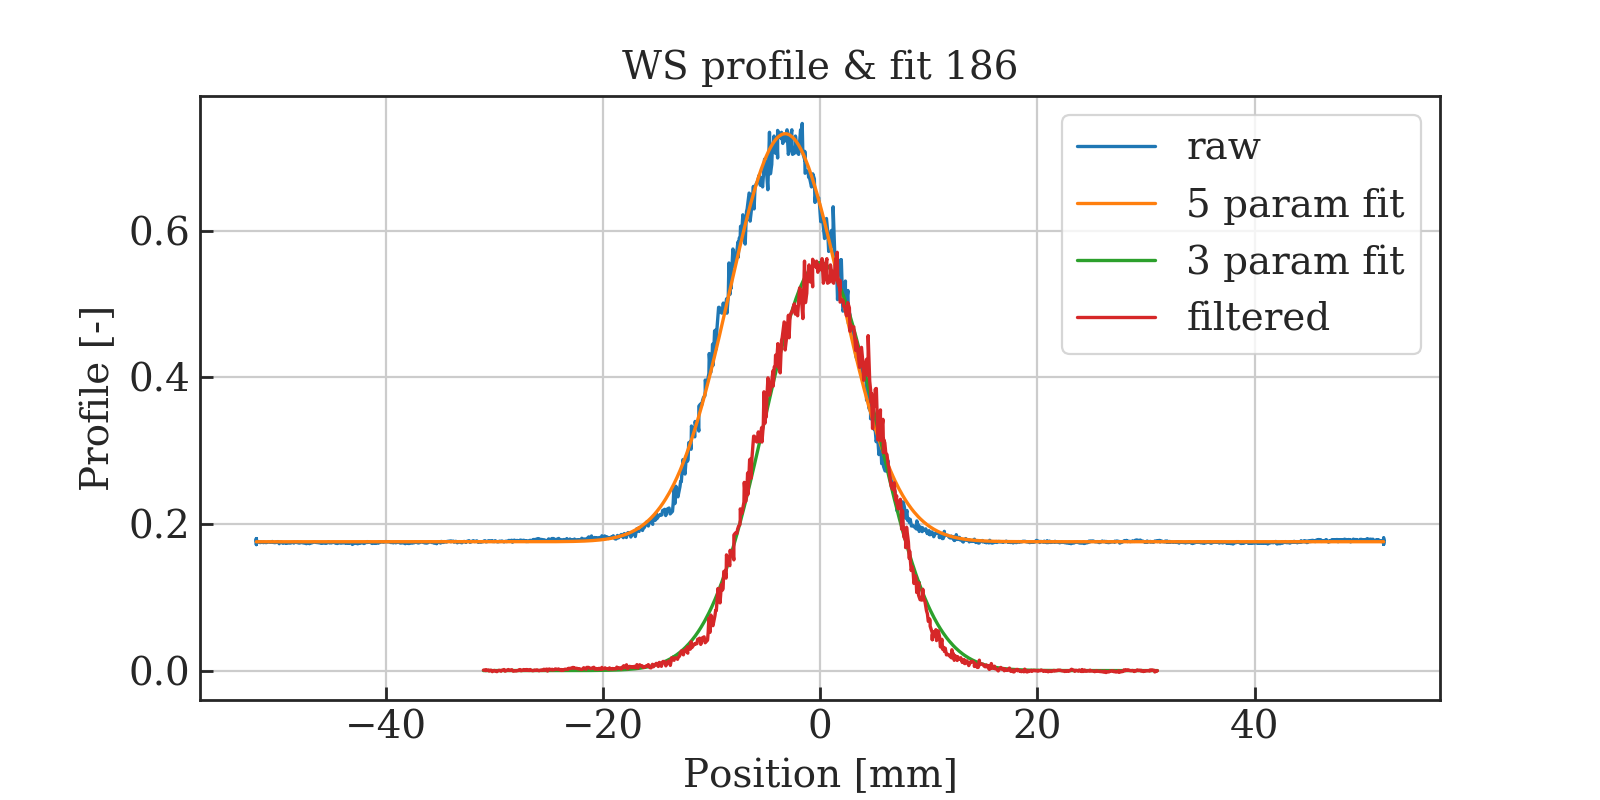 WS profile & fit 186
raw
5 param fit
3 param fit
filtered
Profile [-]
0.6
0.4
0.2
0.0
−40
−20
0
20
40
Position [mm]